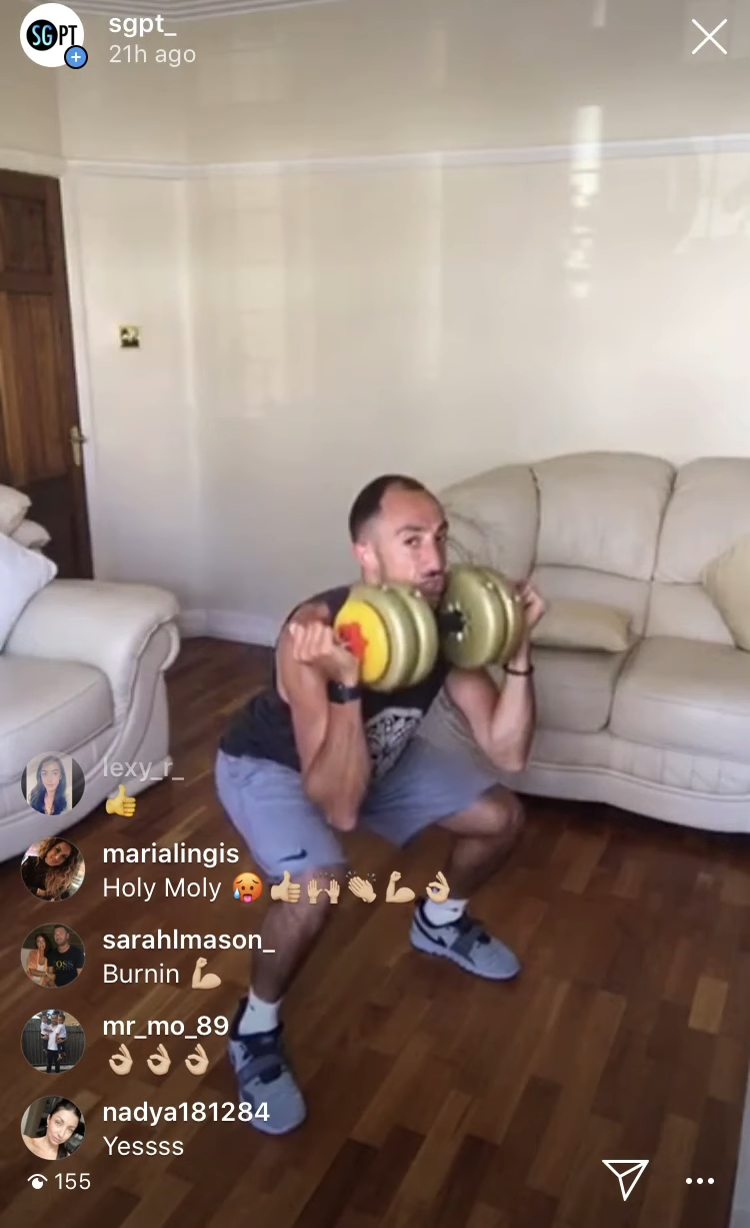 SGPT
sgpt_
21h ago
lexy_r_
👍
marialingis
Holy Moly 🥵👍🏼🙌🏼👏🏼💪🏼👌🏼
sarahlmason_
Burnin 💪🏼
mr_mo_89
👌🏼👌🏼👌🏼
nadya181284
Yessss
155